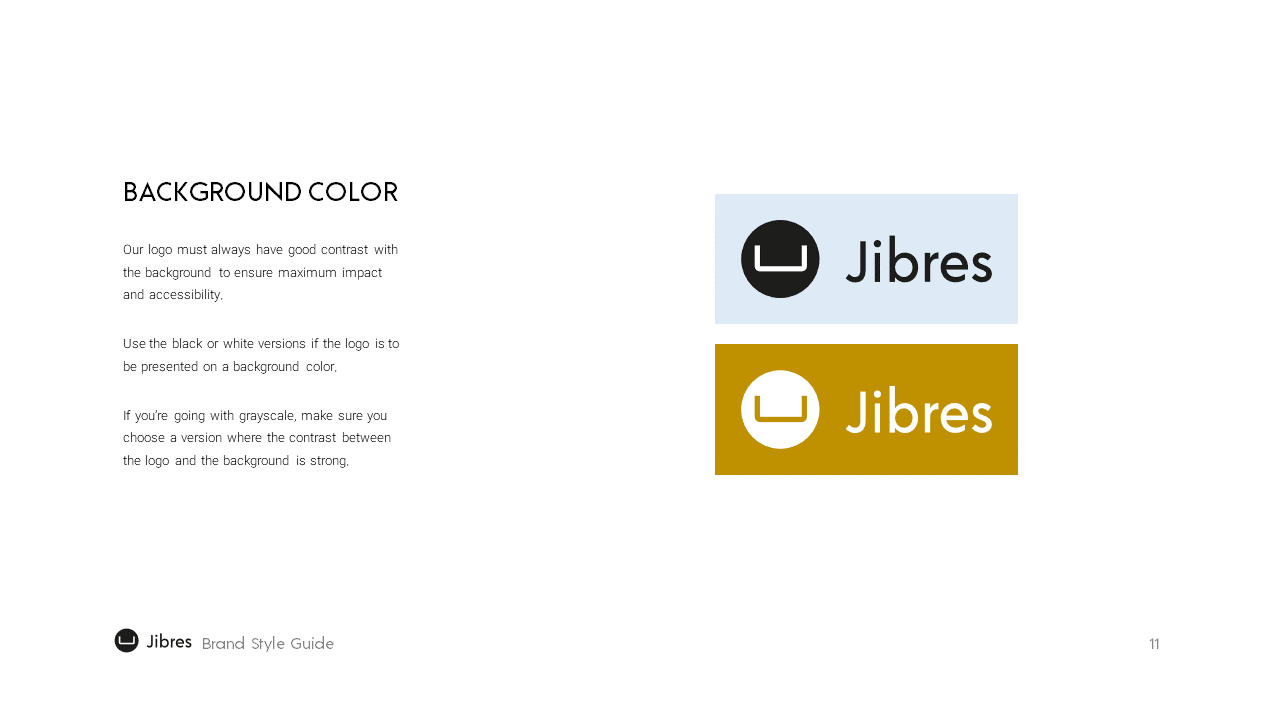 BACKGROUND COLOR
Our logo must always have good contrast with
the background to ensure maximum impact
and accessibility.
Use the black or white versions if the logo is to
be presented on a background color.
If you're going with grayscale, make sure you
choose a version where the contrast between
the logo and the background is strong.
Jibres
Jibres
Jibres Brand Style Guide
11